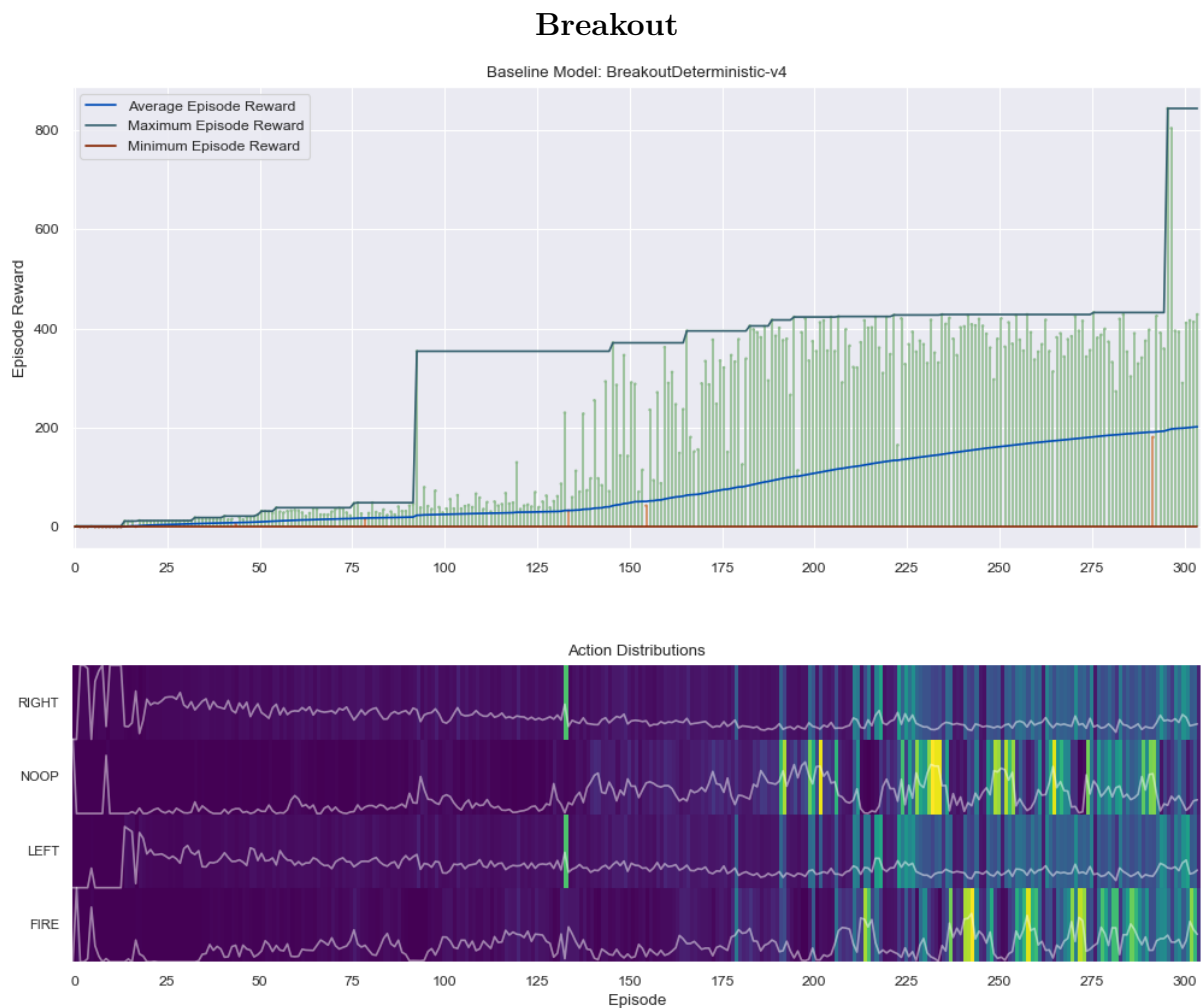 Breakout
Baseline Model: BreakoutDeterministic-v4
Average Episode Reward
Maximum Episode Reward
Minimum Episode Reward
Episode Reward
800
600
400
200
0
0 25 50 75 100 125 150 175 200 225 250 275 300
Action Distributions
RIGHT
NOOP
LEFT
FIRE
0 25 50 75 100 125 150 175 200 225 250 275 300
Episode